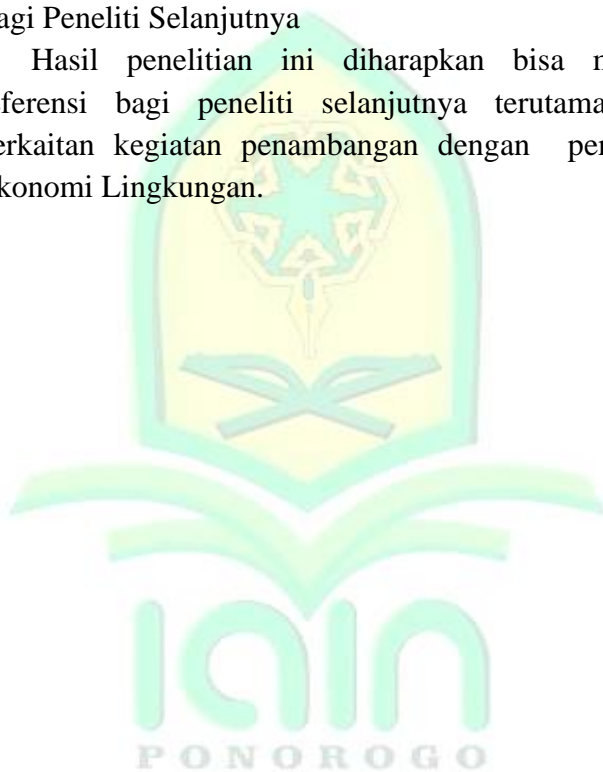 agi Peneliti Selanjutnya
Hasil penelitian ini diharapkan bisa
ferensi bagi peneliti selanjutnya terutama
erkaitan kegiatan penambangan dengan
konomi Lingkungan.
iain
PONOROGO